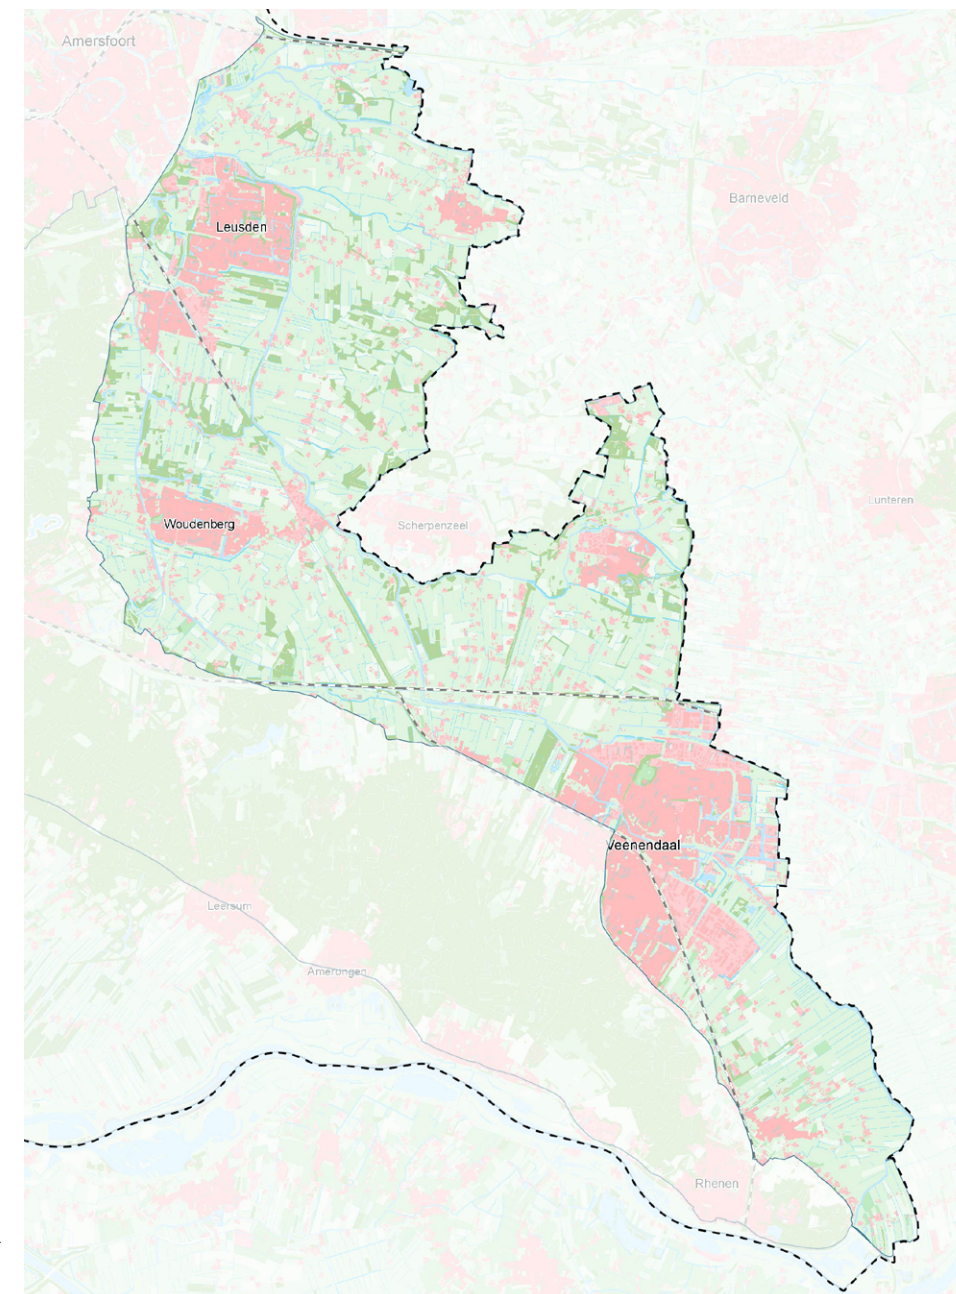 Amersfoort
Barneveld
Leusden
Lunteren
Woudenberg
Scherpenzeel
Veenendaal
Leersum
Amerongen
Rhenen